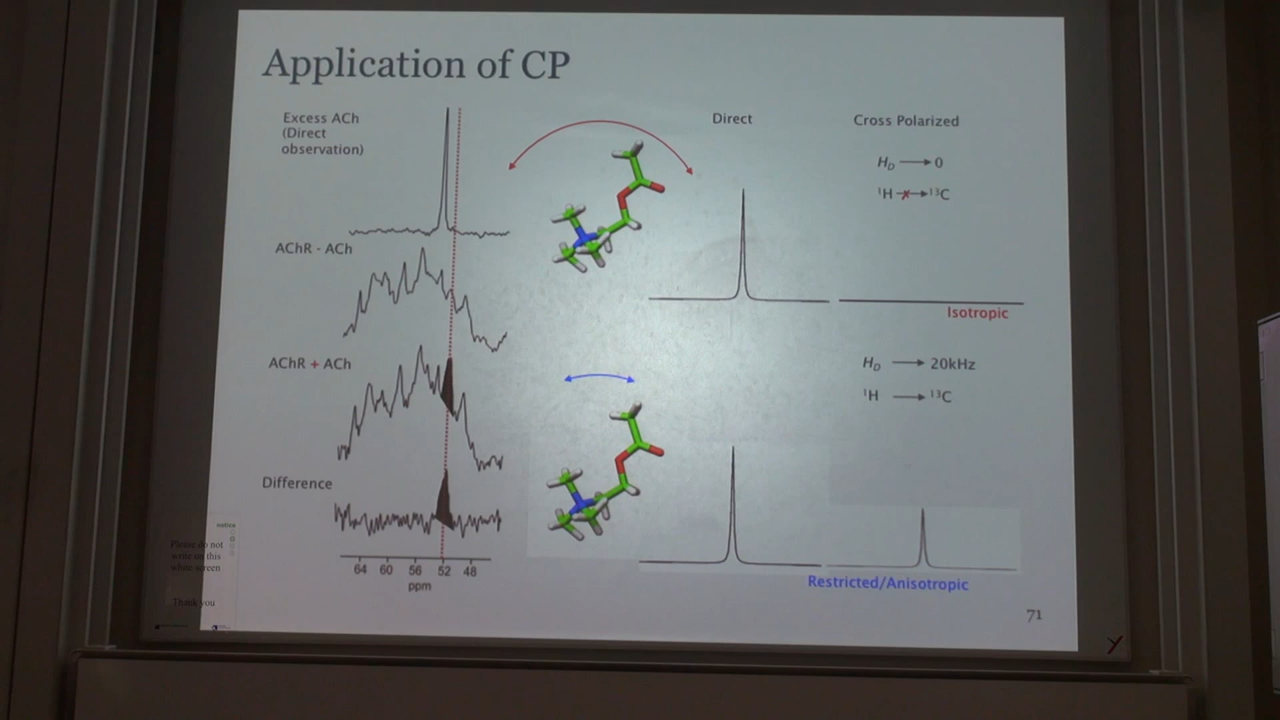 Application of CP
Excess ACh
(Direct
observation)
AChR - ACh
AChR + ACh
Difference
64 60 56 52 48
ppm
Direct
Cross Polarized
H_D → 0
¹H → ¹³C
Isotropic
H_D → 20kHz
¹H → ¹³C
Restricted/Anisotropic
71
notice
Please do not
write on this
white screen
Thank you